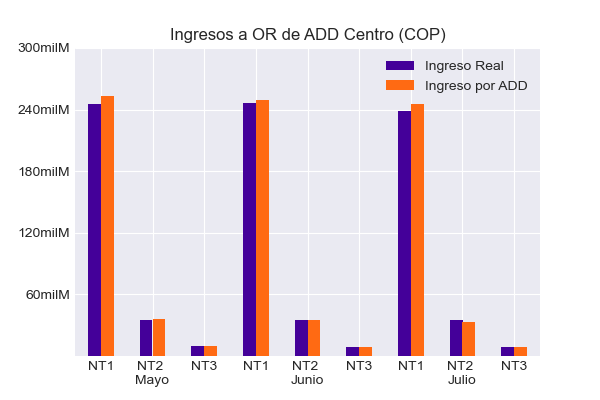 Ingresos a OR de ADD Centro (COP)
300milM
240milM
180milM
120milM
60milM
Ingreso Real
Ingreso por ADD
NT1 NT2 NT3 NT1 NT2 NT3 NT1 NT2 NT3
Mayo Junio Julio